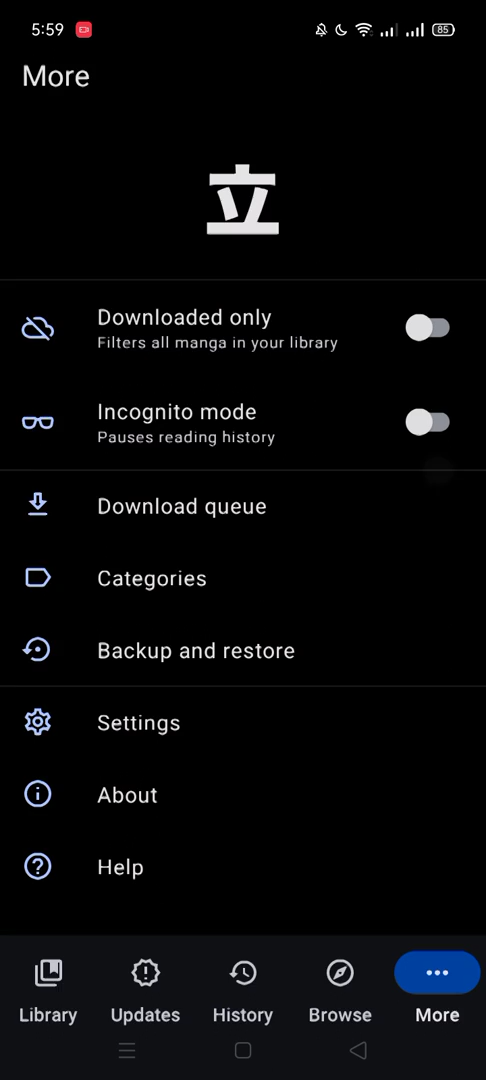 5:59
85
More
立
Downloaded only
Filters all manga in your library
Incognito mode
Pauses reading history
Download queue
Categories
Backup and restore
Settings
About
Help
Library
Updates
History
Browse
More